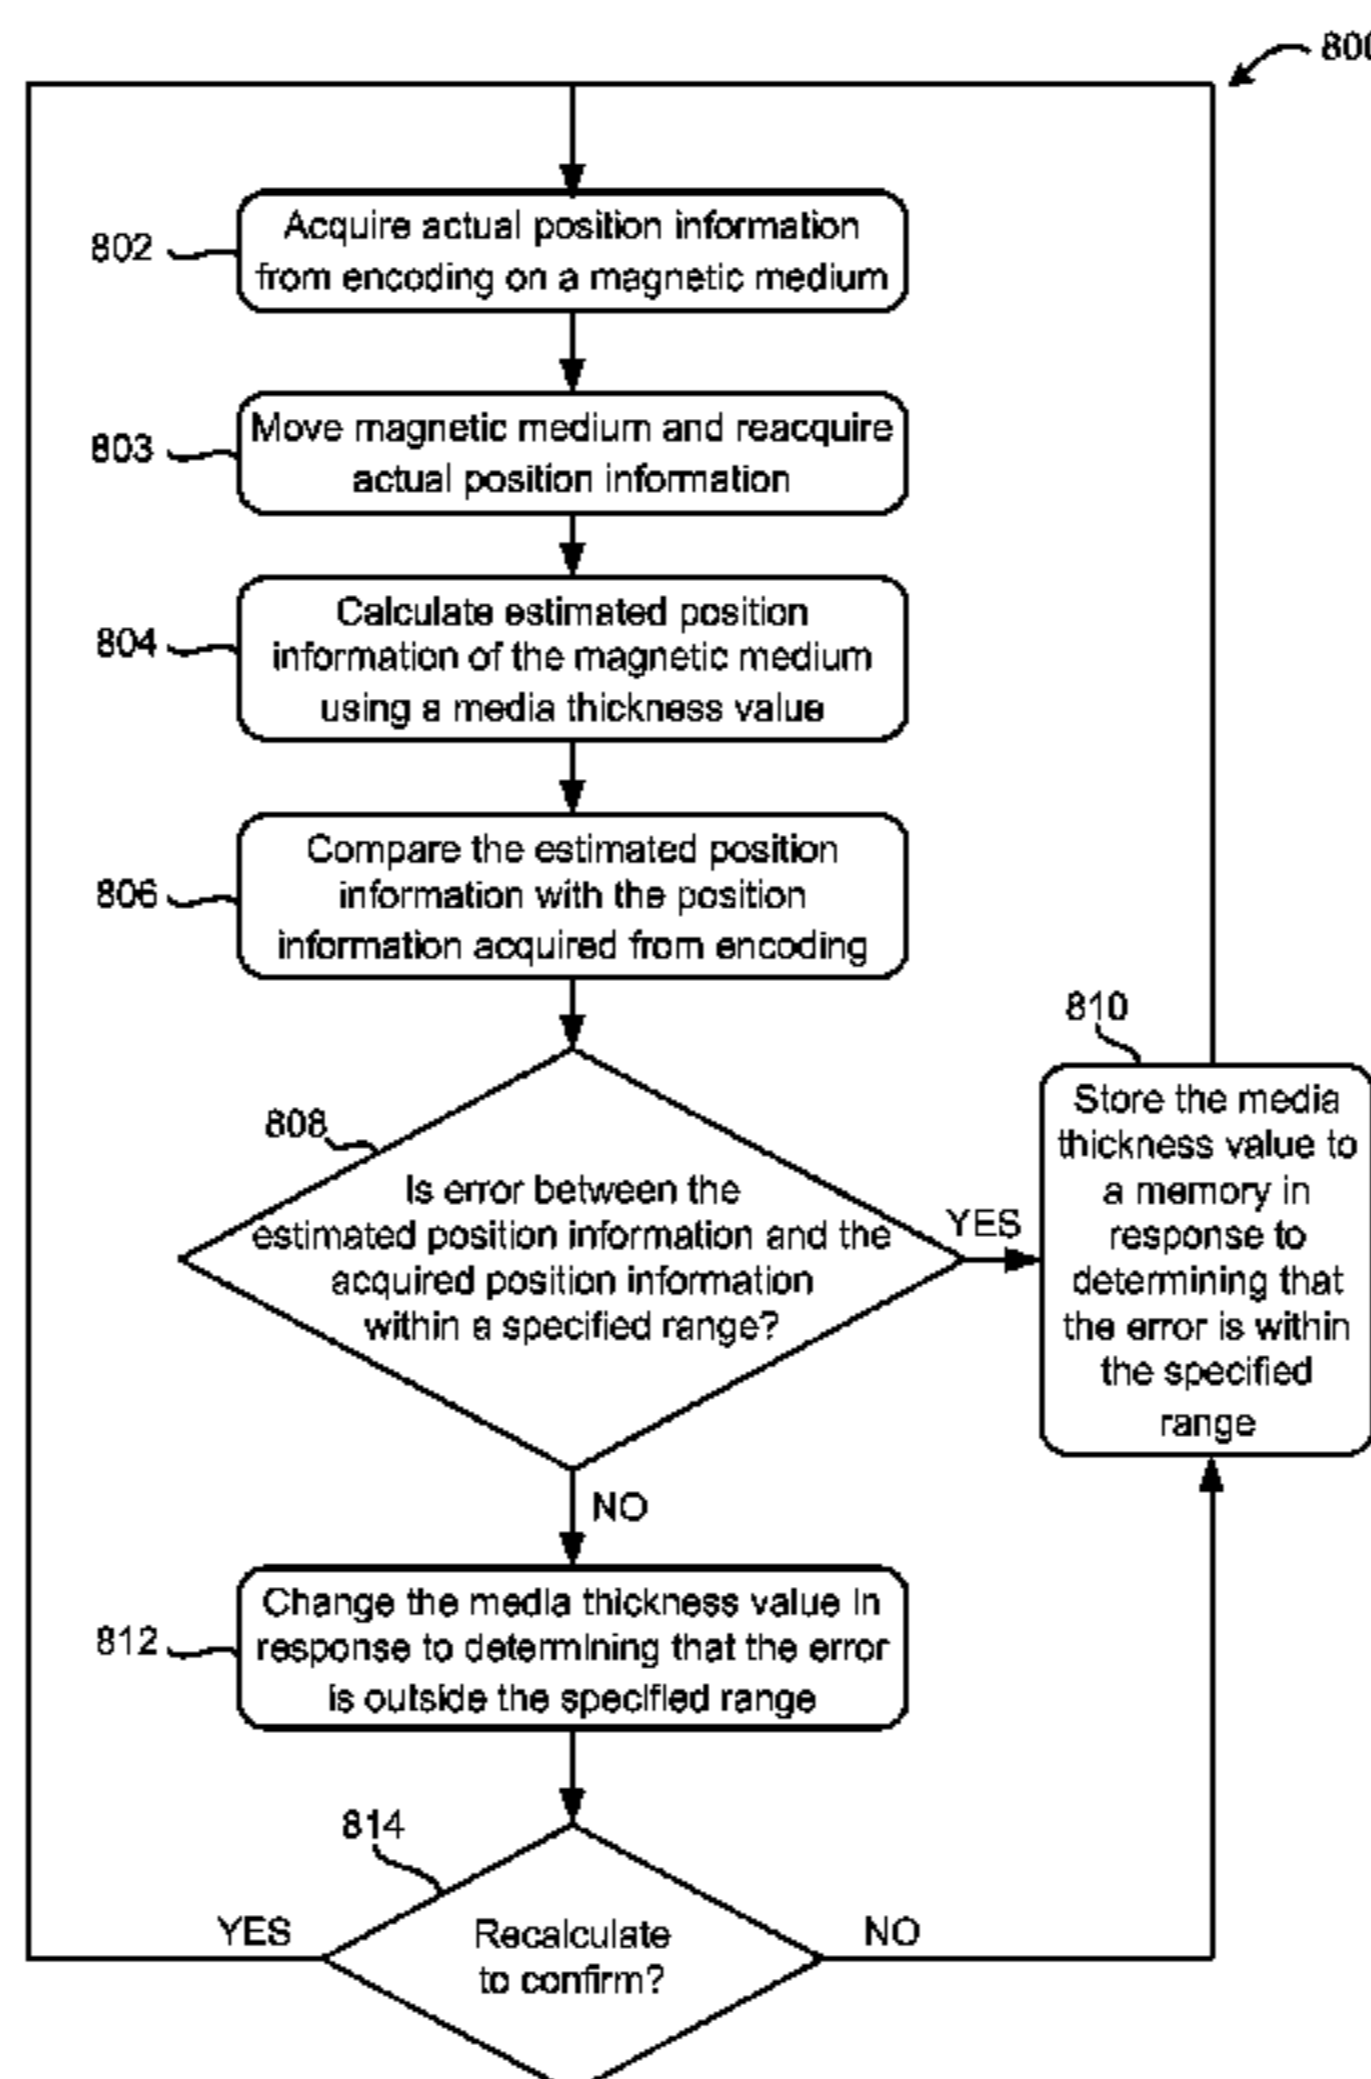 800
802
Acquire actual position information
from encoding on a magnetic medium
803
Move magnetic medium and reacquire
actual position information
804
Calculate estimated position
information of the magnetic medium
using a media thickness value
806
Compare the estimated position
information with the position
information acquired from encoding
808
Is error between the
estimated position information and the
acquired position information
within a specified range?
YES
810
Store the media
thickness value to
a memory in
response to
determining that
the error is within
the specified
range
NO
812
Change the media thickness value in
response to determining that the error
is outside the specified range
814
Recalculate
to confirm?
YES
NO